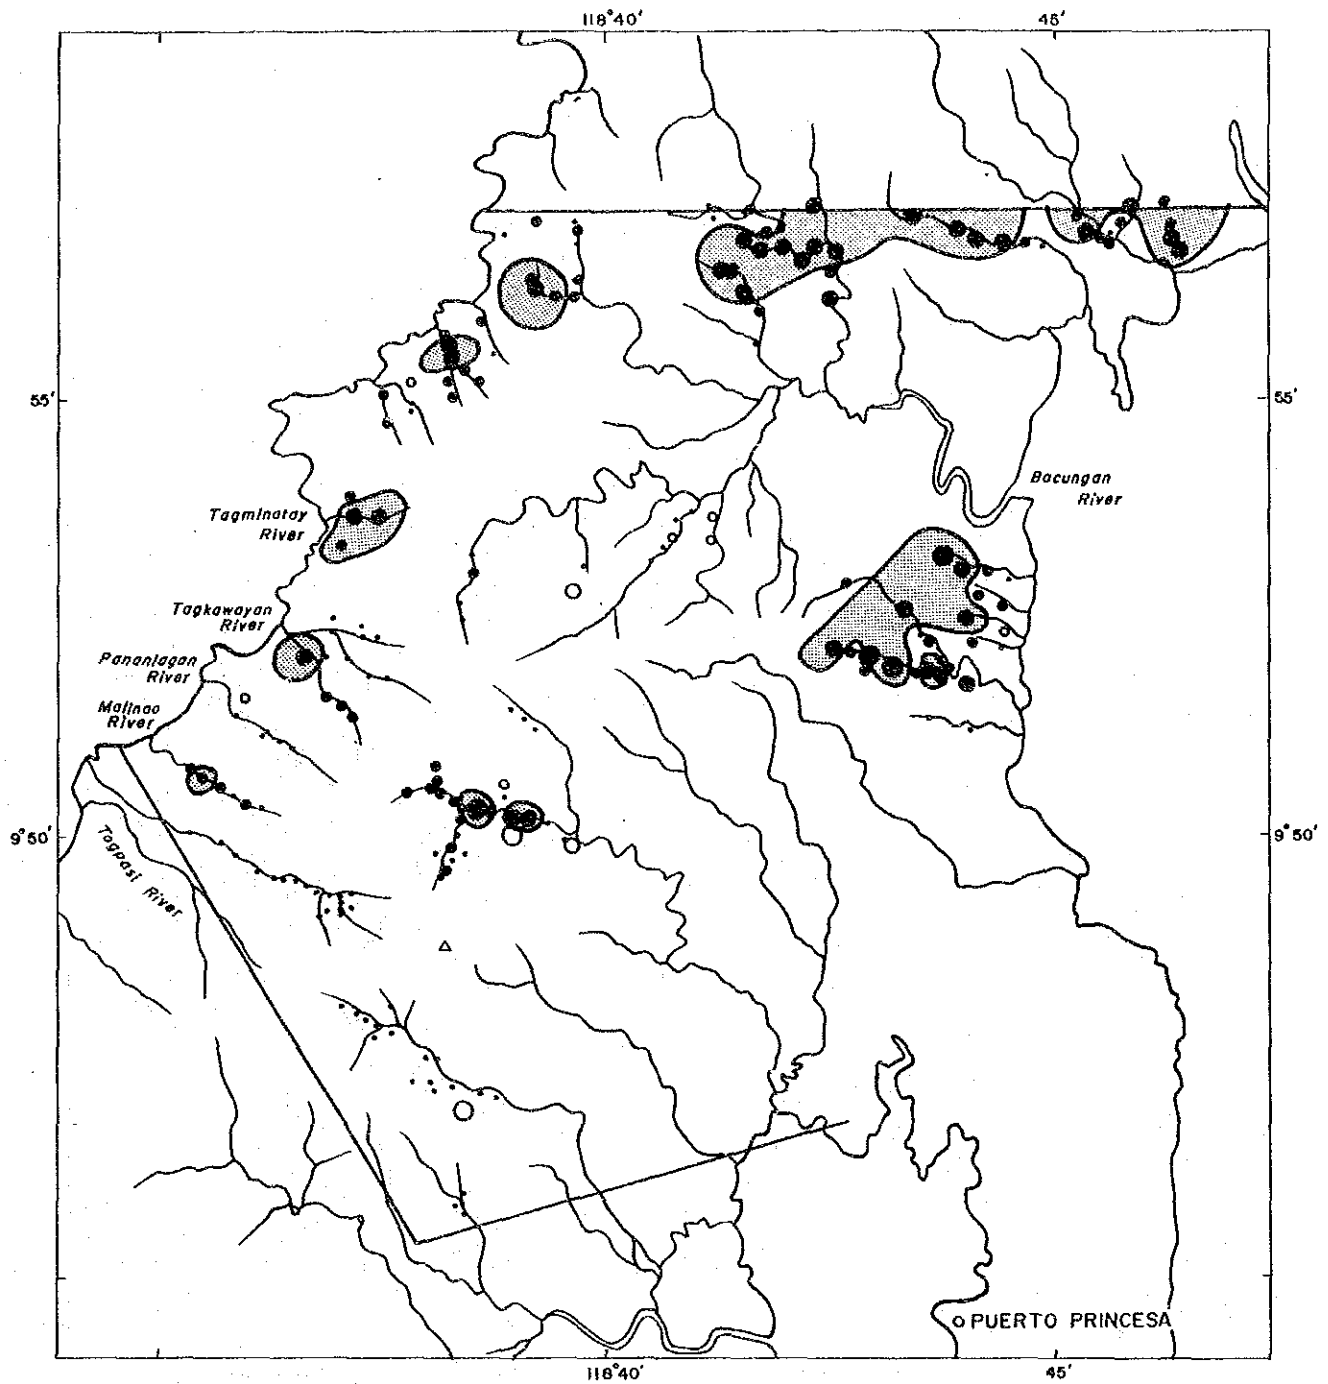 118°40'
45'
55'
55'
Bacungan
River
Tagminatay
River
Tagkawayan
River
Pananlagan
River
Malinao
River
9°50'
9°50'
Tagpasi River
PUERTO PRINCESA
118°40'
45'